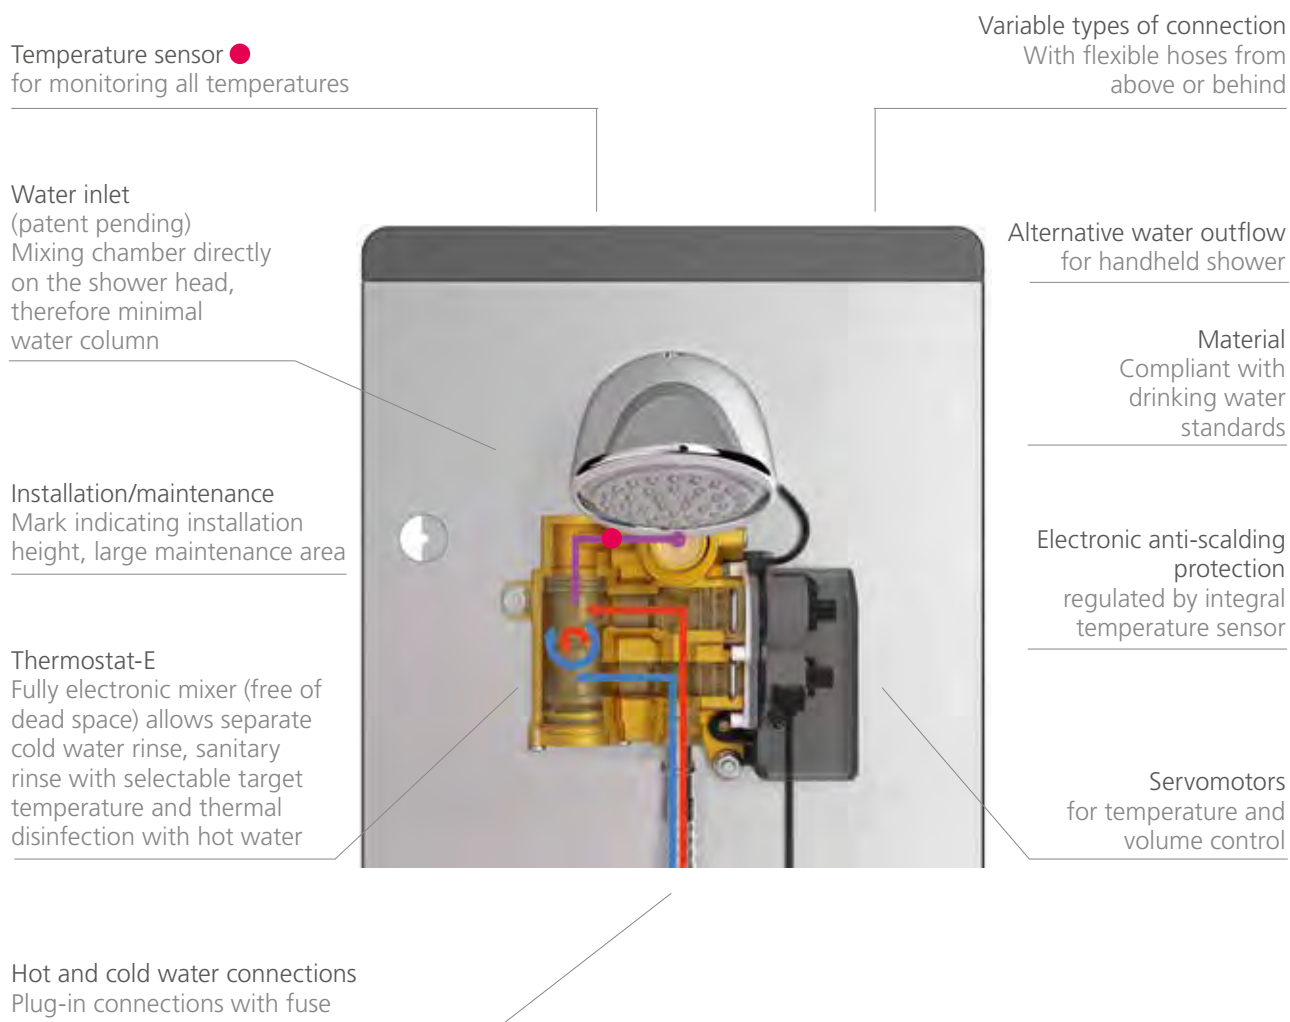 Temperature sensor
for monitoring all temperatures
Water inlet
(patent pending)
Mixing chamber directly
on the shower head,
therefore minimal
water column
Installation/maintenance
Mark indicating installation
height, large maintenance area
Thermostat-E
Fully electronic mixer (free of
dead space) allows separate
cold water rinse, sanitary
rinse with selectable target
temperature and thermal
disinfection with hot water
Hot and cold water connections
Plug-in connections with fuse
Variable types of connection
With flexible hoses from
above or behind
Alternative water outflow
for handheld shower
Material
Compliant with
drinking water
standards
Electronic anti-scalding
protection
regulated by integral
temperature sensor
Servomotors
for temperature and
volume control